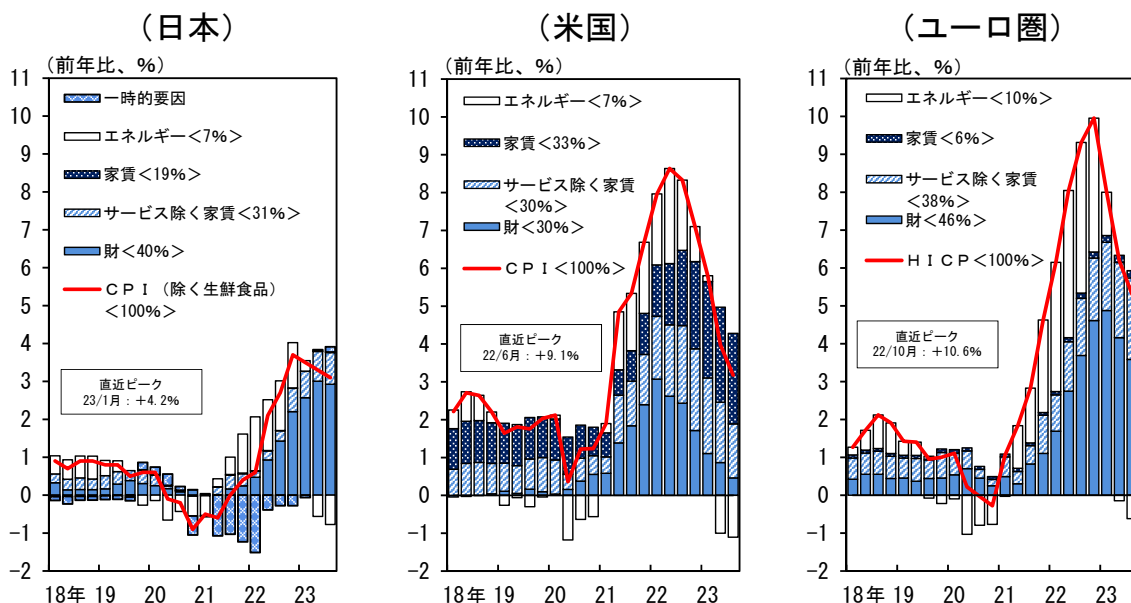 （日本）
（前年比、％）
11
10
9
8
7
6
5
4
3
2
1
0
-1
-2
一時的要因
エネルギー<7%>
家賃<19%>
サービス除く家賃<31%>
財<40%>
ＣＰＩ（除く生鮮食品）
<100%>
直近ピーク
23/1月：＋4.2%
18年 19 20 21 22 23
（米国）
（前年比、％）
11
10
9
8
7
6
5
4
3
2
1
0
-1
-2
エネルギー<7%>
家賃<33%>
サービス除く家賃
<30%>
財<30%>
ＣＰＩ<100%>
直近ピーク
22/6月：＋9.1%
18年 19 20 21 22 23
（ユーロ圏）
（前年比、％）
11
10
9
8
7
6
5
4
3
2
1
0
-1
-2
エネルギー<10%>
家賃<6%>
サービス除く家賃
<38%>
財<46%>
ＨＩＣＰ<100%>
直近ピーク
22/10月：＋10.6%
18年 19 20 21 22 23